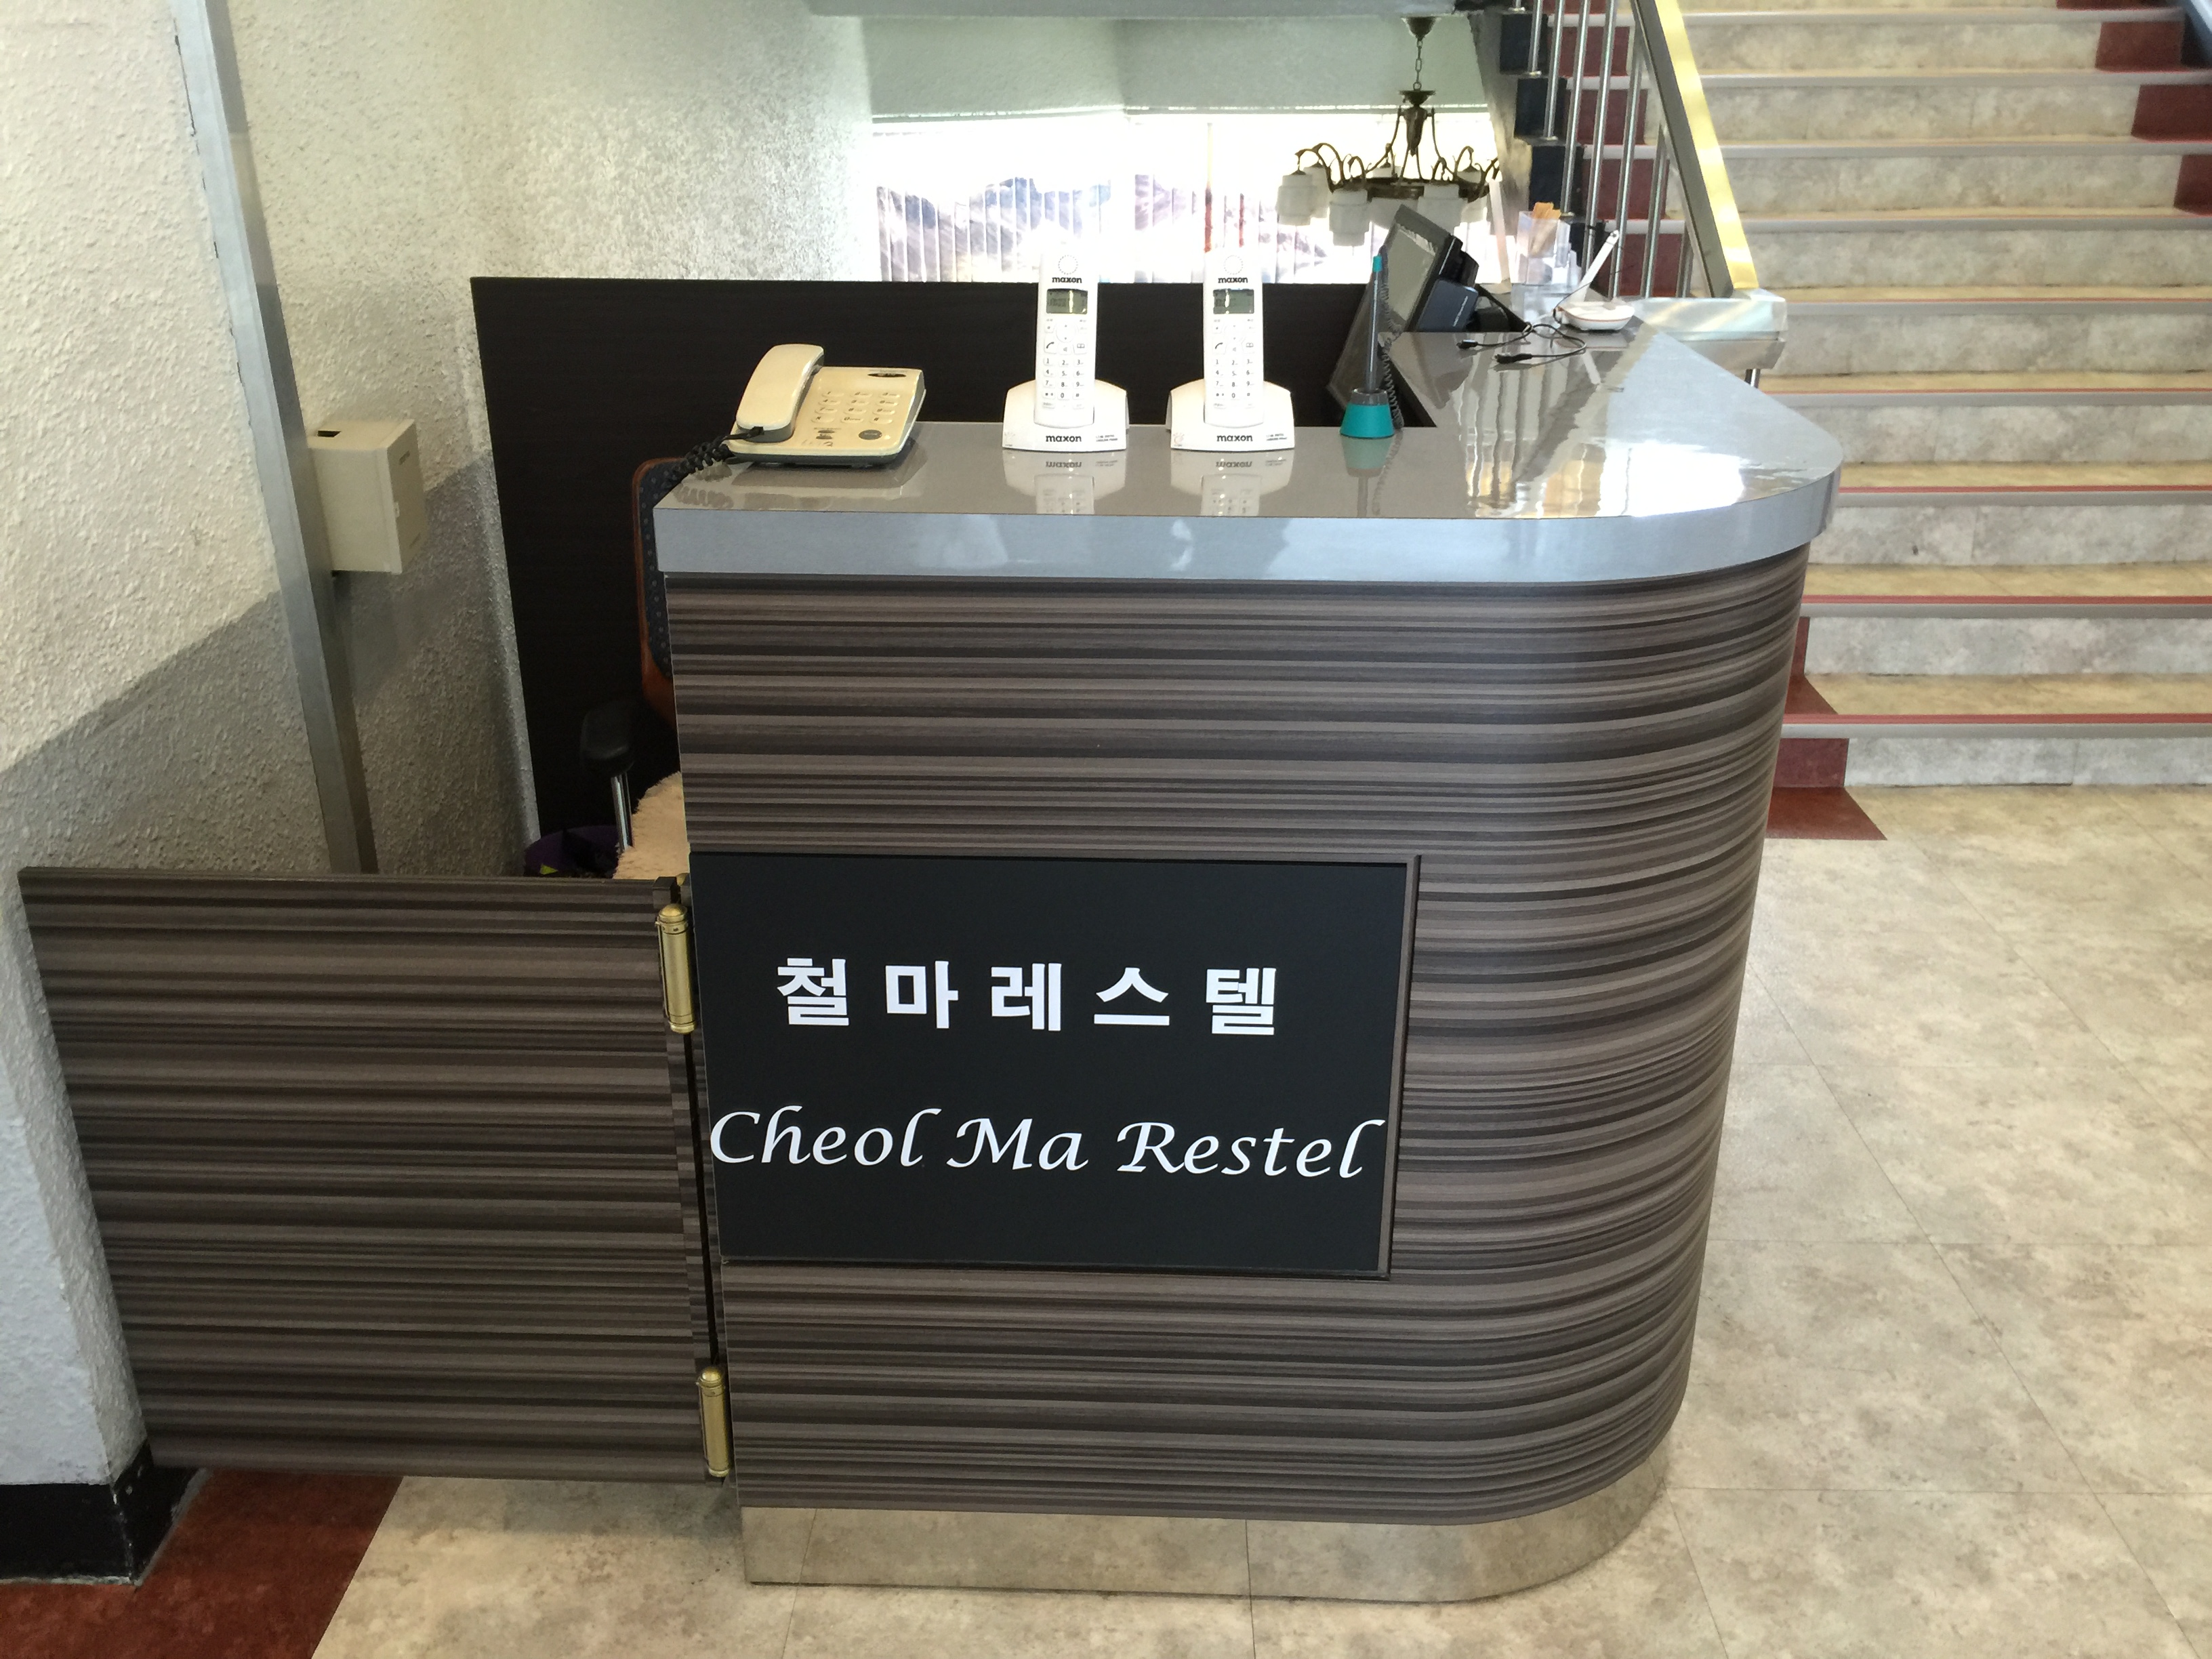 maxon
maxon
maxon
maxon
철마레스텔
Cheol Ma Restel